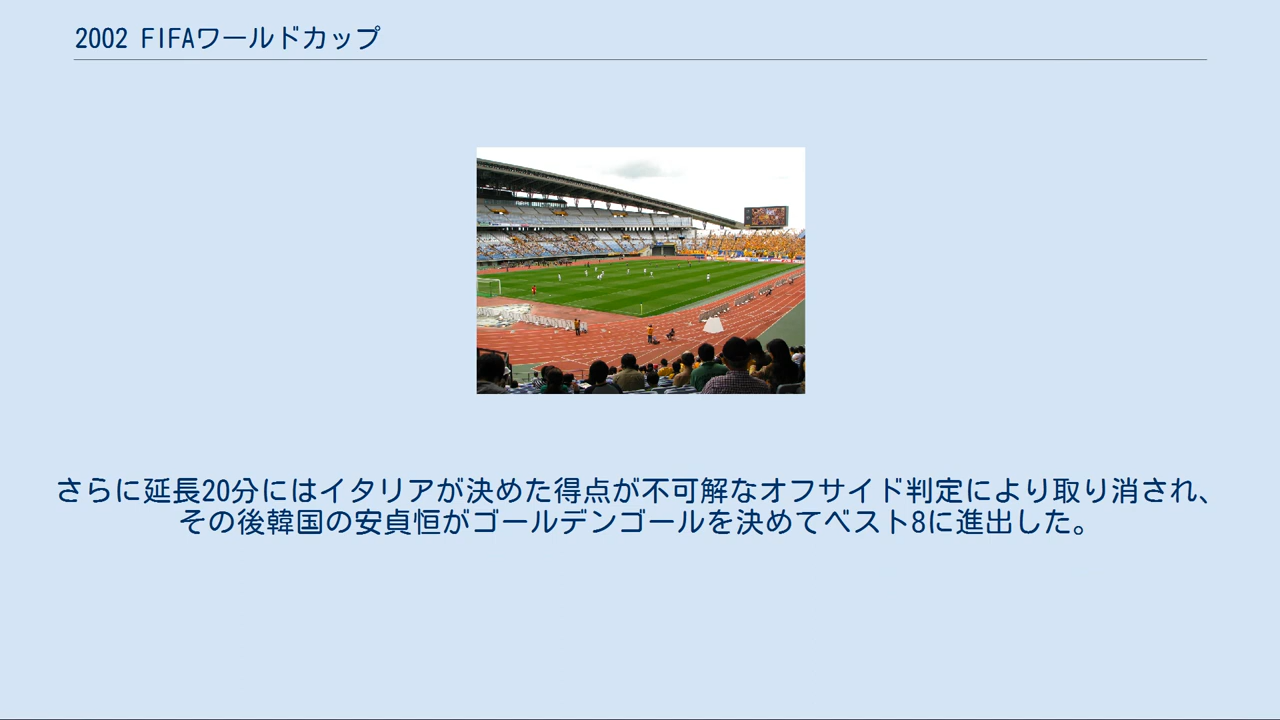 2002 FIFAワールドカップ
さらに延長20分にはイタリアが決めた得点が不可解なオフサイド判定により取り消され、
その後韓国の安貞恒がゴールデンゴールを決めてベスト8に進出した。